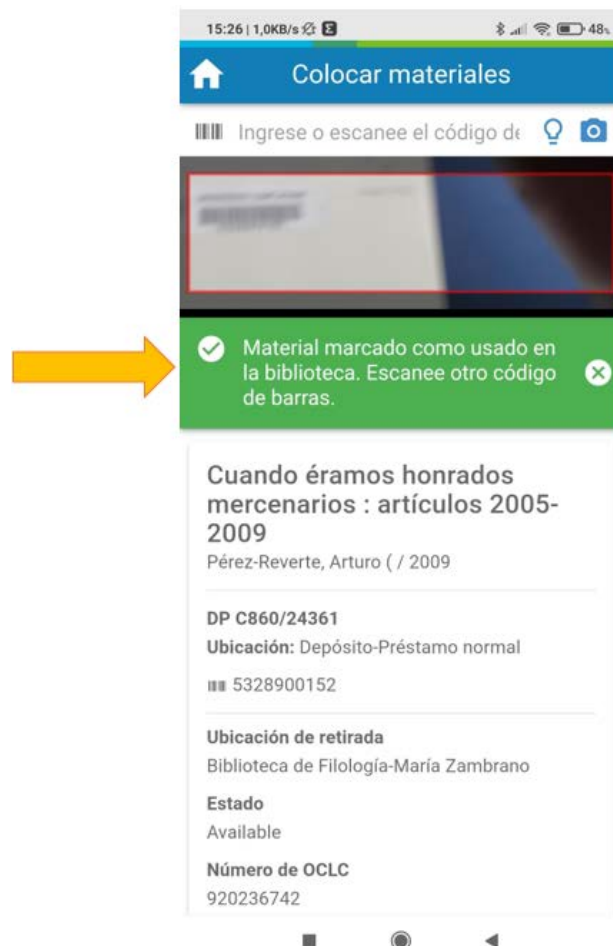 15:26 | 1,0KB/s
48%
Colocar materiales
Ingrese o escanee el código de
Material marcado como usado en
la biblioteca. Escanee otro código
de barras.
Cuando éramos honrados
mercenarios : artículos 2005-
2009
Pérez-Reverte, Arturo ( / 2009
DP C860/24361
Ubicación: Depósito-Préstamo normal
5328900152
Ubicación de retirada
Biblioteca de Filología-María Zambrano
Estado
Available
Número de OCLC
920236742